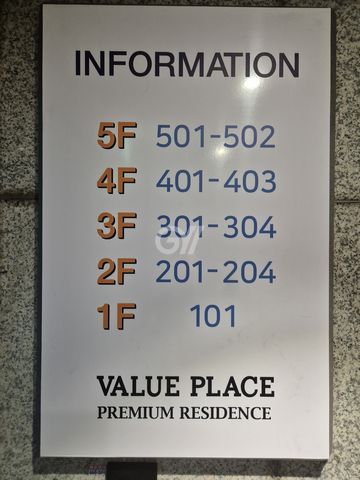 INFORMATION
5F 501-502
4F 401-403
3F 301-304
2F 201-204
1F 101
VALUE PLACE
PREMIUM RESIDENCE